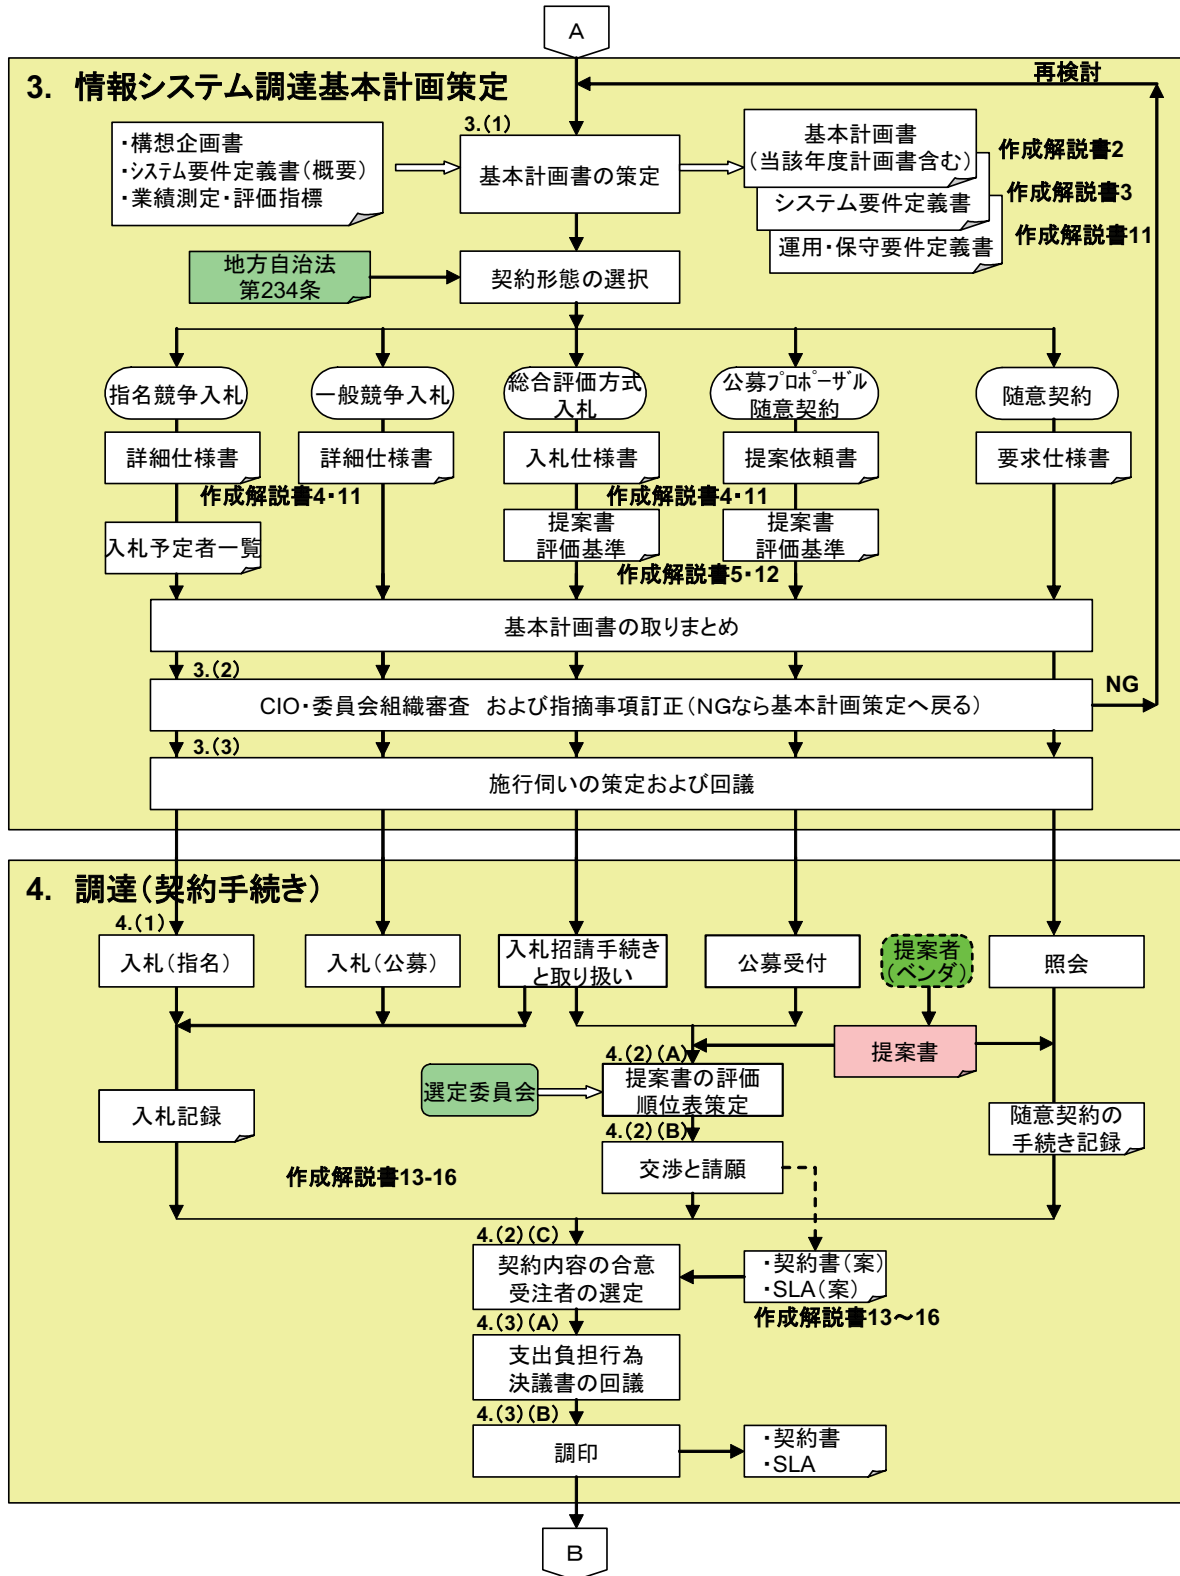 A
3. 情報システム調達基本計画策定
再検討
3.(1)
・構想企画書
・システム要件定義書(概要)
・業績測定・評価指標
基本計画書の策定
基本計画書
(当該年度計画書含む)
作成解説書2
システム要件定義書
作成解説書3
運用・保守要件定義書
作成解説書11
地方自治法
第234条
契約形態の選択
指名競争入札
一般競争入札
総合評価方式
入札
公募プロポーザル
随意契約
随意契約
詳細仕様書
詳細仕様書
入札仕様書
提案依頼書
要求仕様書
作成解説書4・11
作成解説書4・11
入札予定者一覧
提案書
評価基準
提案書
評価基準
作成解説書5・12
基本計画書の取りまとめ
3.(2)
CIO・委員会組織審査 および指摘事項訂正(NGなら基本計画策定へ戻る)
NG
3.(3)
施行伺いの策定および回議
4. 調達(契約手続き)
4.(1)
入札(指名)
入札(公募)
入札招請手続き
と取り扱い
公募受付
提案者
(ベンダ)
照会
提案書
4.(2)(A)
選定委員会
提案書の評価
順位表策定
入札記録
随意契約の
手続き記録
4.(2)(B)
交渉と請願
作成解説書13-16
4.(2)(C)
契約内容の合意
受注者の選定
・契約書(案)
・SLA(案)
作成解説書13～16
4.(3)(A)
支出負担行為
決議書の回議
4.(3)(B)
調印
・契約書
・SLA
B